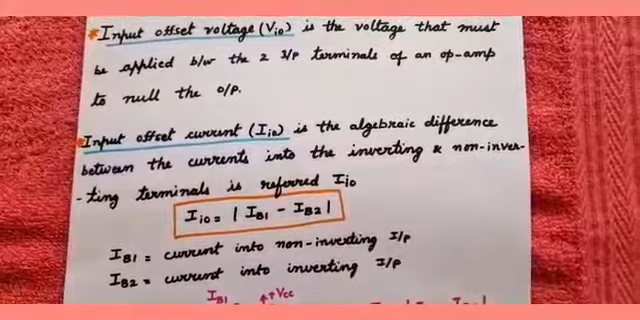 *Input offset voltage (Vio) is the voltage that must
be applied b/w the 2 I/P terminals of an op-amp
to null the O/P.
*Input offset current (Iio) is the algebraic difference
between the currents into the inverting & non-inver-
-ting terminals is referred Iio
Iio = | IB1 - IB2 |
IB1 = current into non-inverting I/P
IB2 = current into inverting I/P
IB1 ↑↑Vcc